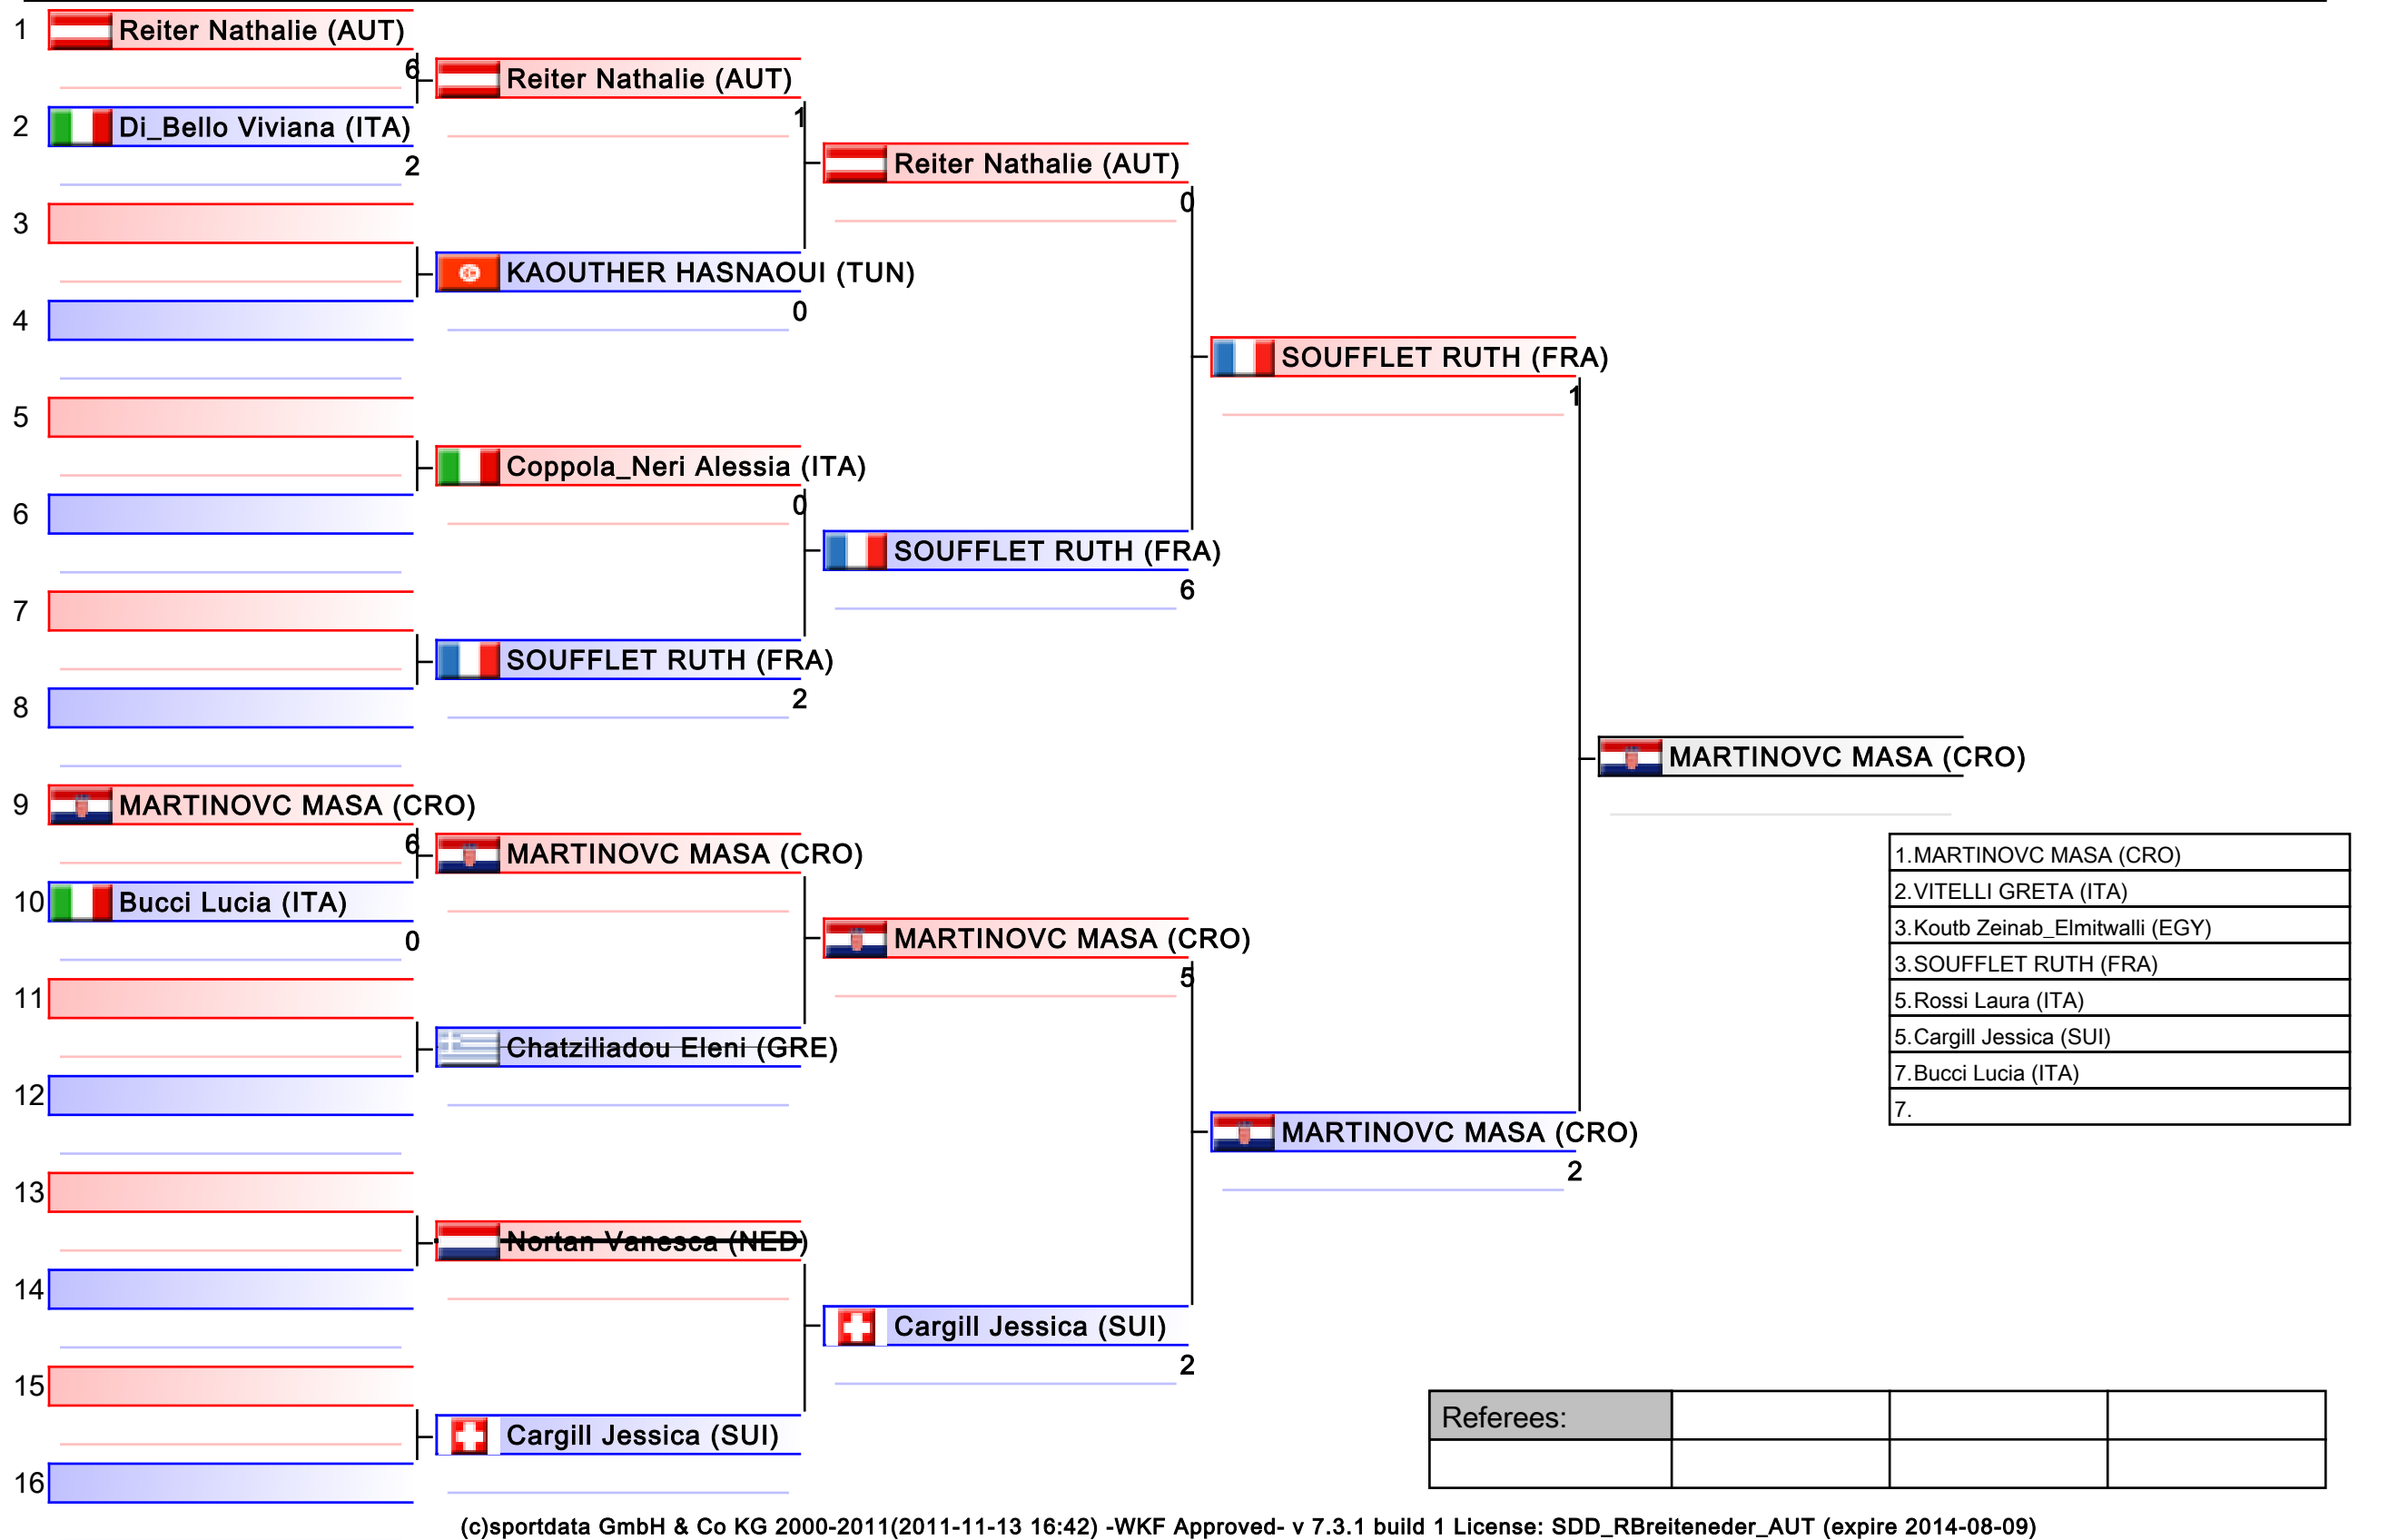 1 Reiter Nathalie (AUT)
6
Reiter Nathalie (AUT)
1
2 Di_Bello Viviana (ITA)
2
Reiter Nathalie (AUT)
0
3
KAOUTHER HASNAOUI (TUN)
0
4
SOUFFLET RUTH (FRA)
1
5
Coppola_Neri Alessia (ITA)
0
6
SOUFFLET RUTH (FRA)
6
7
SOUFFLET RUTH (FRA)
2
8
MARTINOVC MASA (CRO)
9 MARTINOVC MASA (CRO)
6
MARTINOVC MASA (CRO)
10 Bucci Lucia (ITA)
0
MARTINOVC MASA (CRO)
5
11
Chatziliadou Eleni (GRE)
12
MARTINOVC MASA (CRO)
2
13
Nortan Vanesca (NED)
14
Cargill Jessica (SUI)
2
15
Cargill Jessica (SUI)
16
1.MARTINOVC MASA (CRO)
2.VITELLI GRETA (ITA)
3.Koutb Zeinab_Elmitwalli (EGY)
3.SOUFFLET RUTH (FRA)
5.Rossi Laura (ITA)
5.Cargill Jessica (SUI)
7.Bucci Lucia (ITA)
7.
Referees:
(c)sportdata GmbH & Co KG 2000-2011(2011-11-13 16:42) -WKF Approved- v 7.3.1 build 1 License: SDD_RBreiteneder_AUT (expire 2014-08-09)